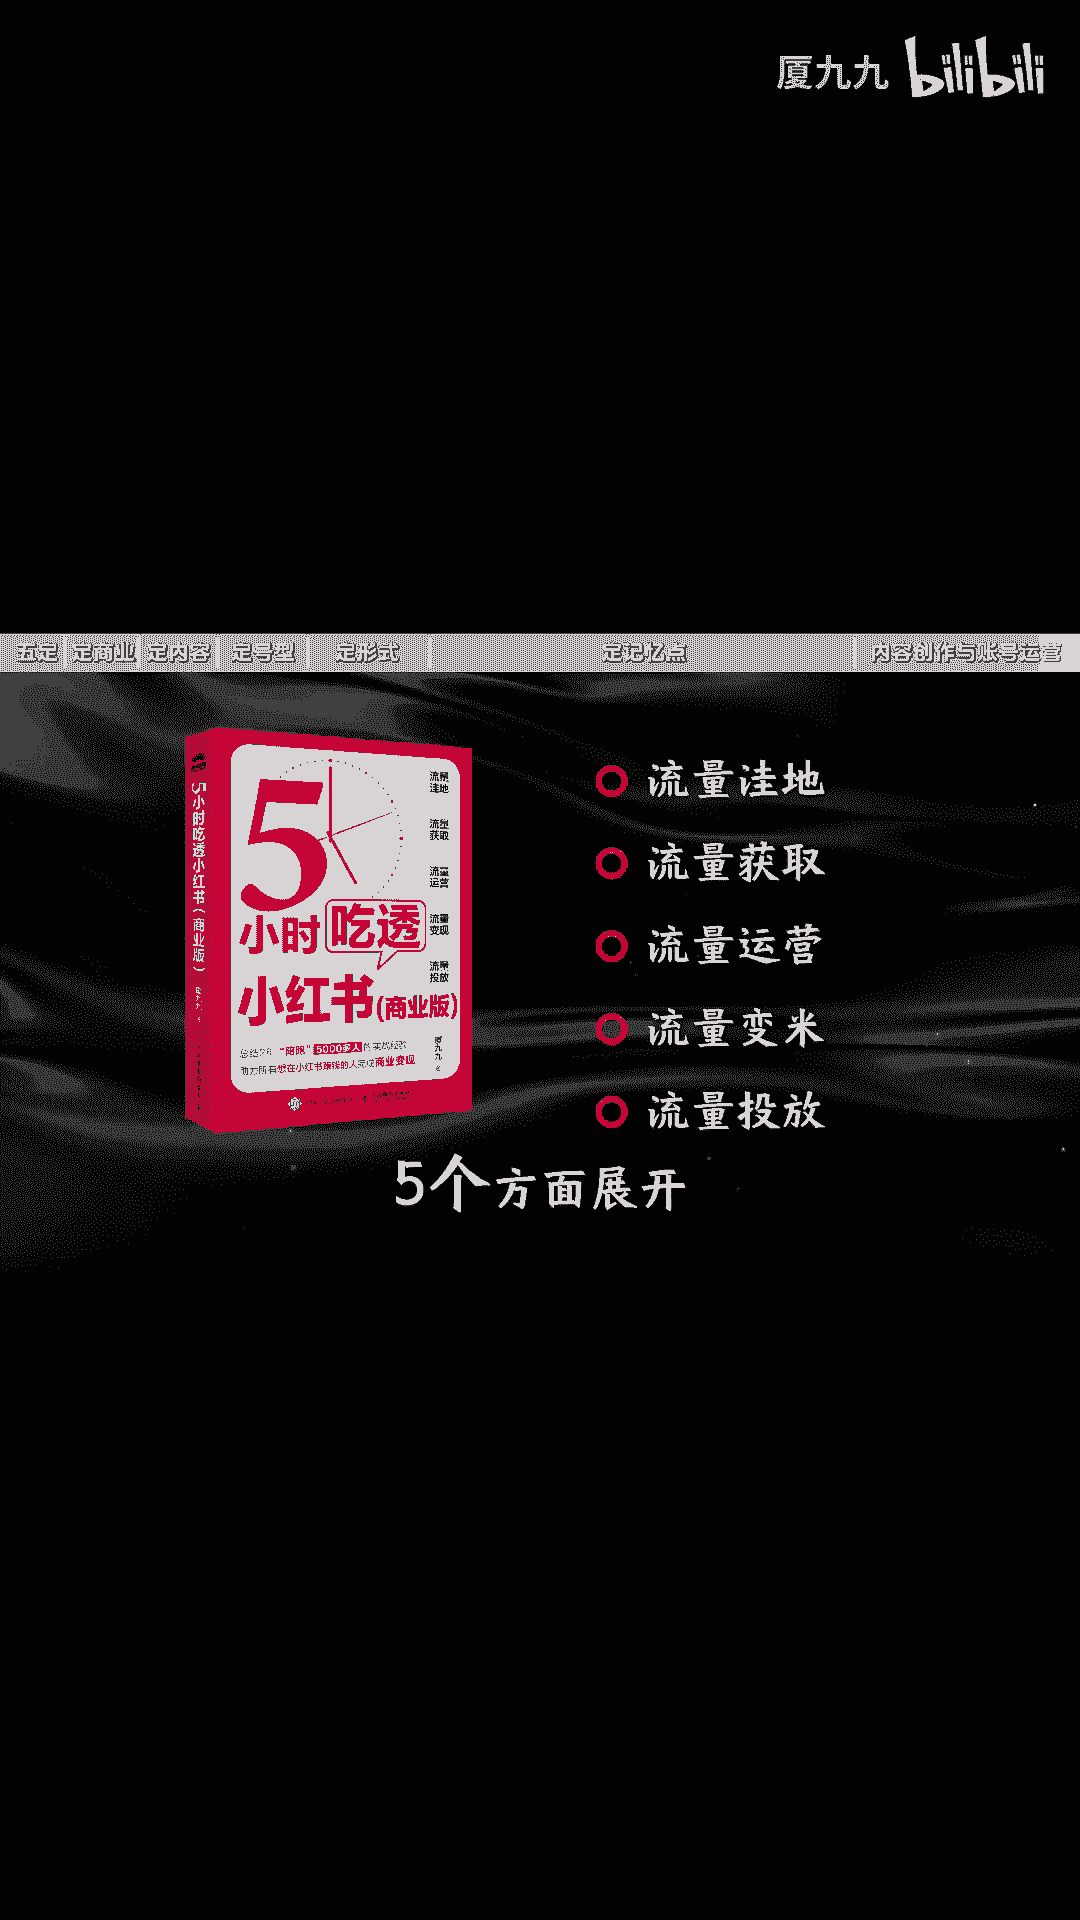 厦九九 bilibili
五定 定商业 定内容 定号型 定形式 定记忆点 内容创作与账号运营
5小时吃透小红书(商业版)
5
小时吃透
小红书(商业版)
流量
洼地
流量
获取
流量
运营
流量
变现
流量
投放
"陪跑"5000多人的实战经验
助力所有想在小红书赚钱的人完成商业变现
厦九九
流量洼地
流量获取
流量运营
流量变米
流量投放
5个方面展开